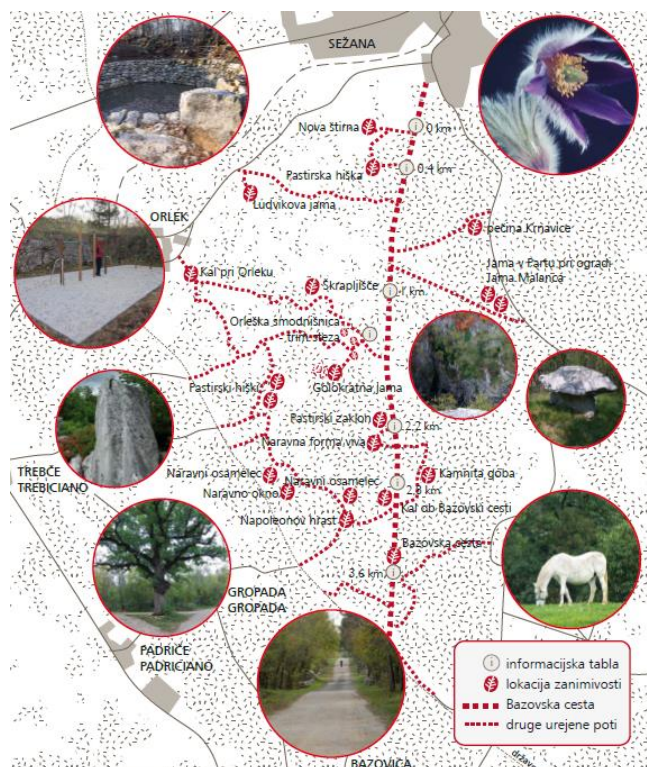 SEŽANA
Nova štirna
0 km
Pastirska hiška
0,4 km
Ludvikova jama
ORLEK
pečina Krnavice
Kal pri Orleku
Jama v Partu pri ogradi
Jama Malanca
Škrapljišče
1 km
Orleška smodnišnica
trim steza
Pastirski hiški
Golokratna jama
Pastirski zakloh
2,2 km
Naravna forma viva
TREBČE
TREBICIANO
Naravni osamelec
Naravni osamelec
Kamnita goba
Naravno okno
2,8 km
Kal ob Bazovski cesti
Napoleonov hrast
Bazovska cesta
3,6 km
GROPADA
GROPADA
PADRIČE
PADRICIANO
informacijska tabla
lokacija zanimivosti
Bazovska cesta
druge urejene poti
BAZOVICA